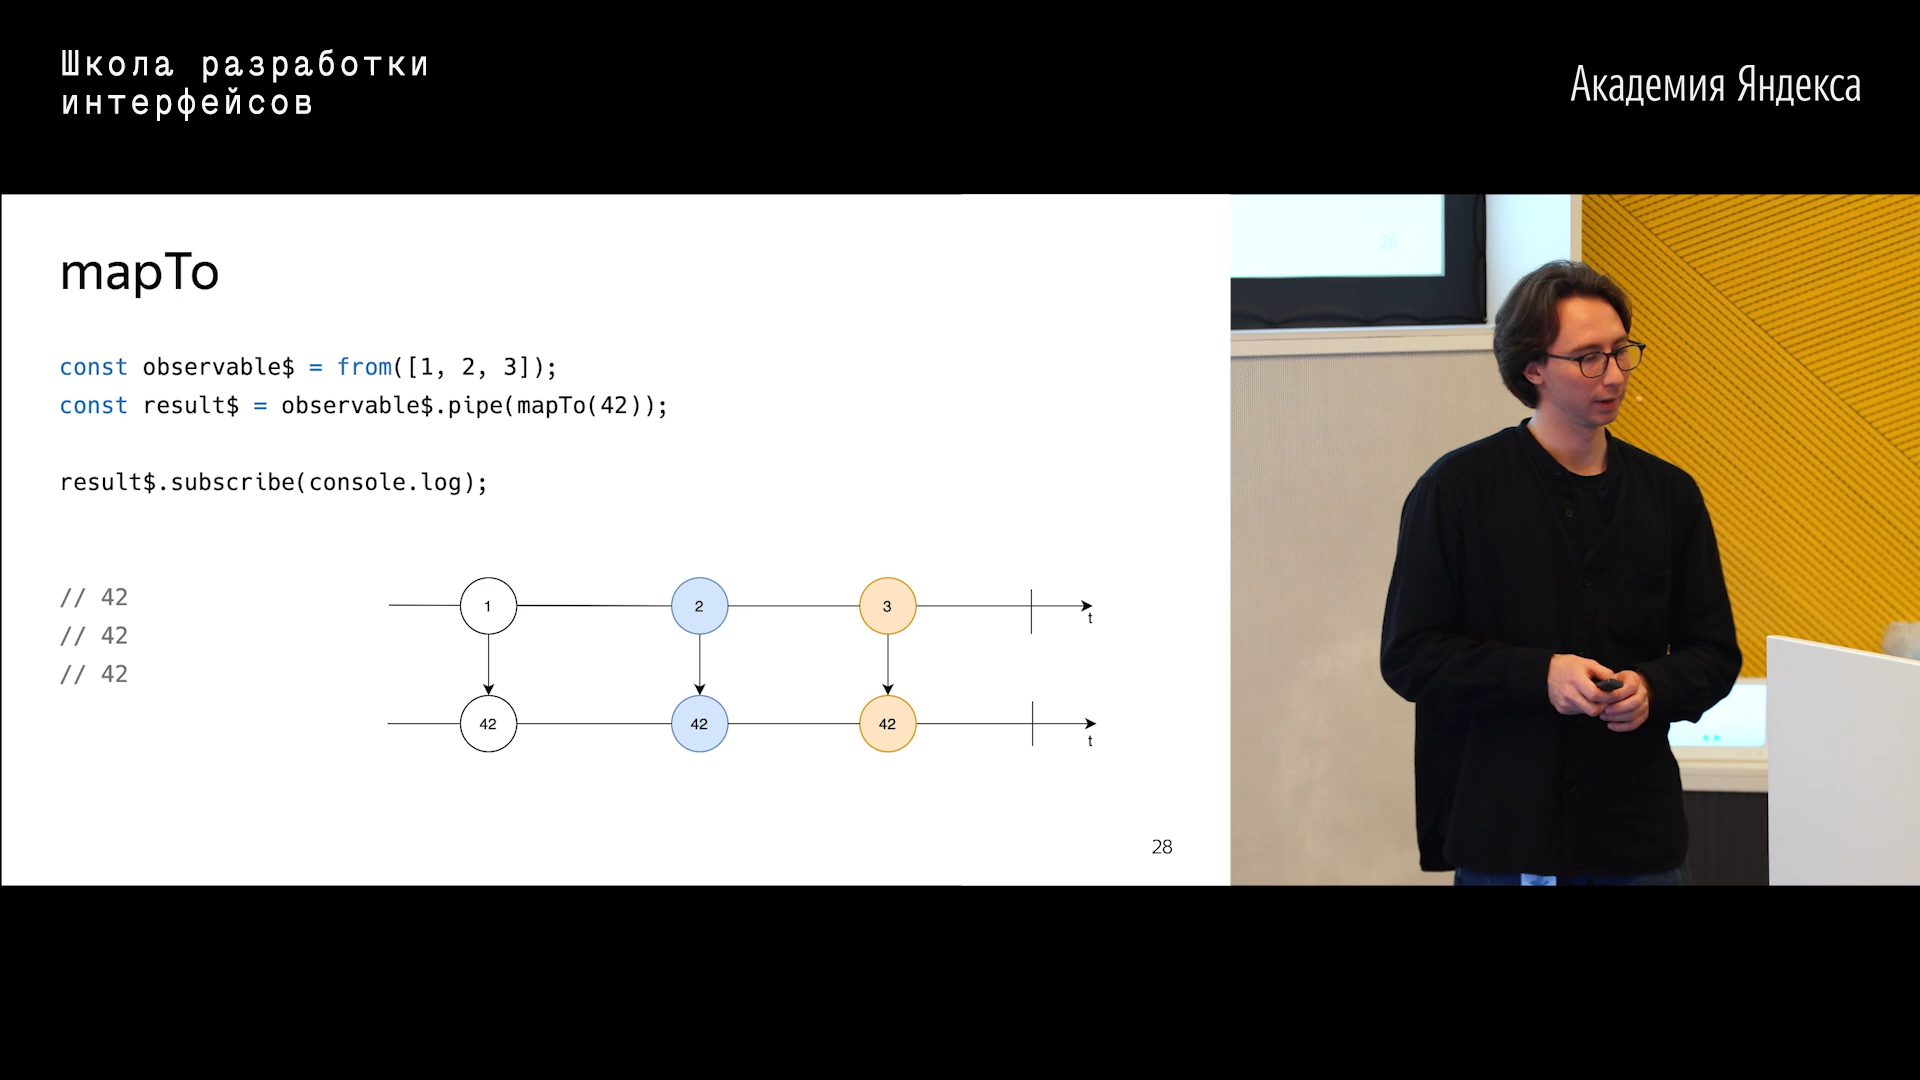 Школа разработки
интерфейсов
Академия Яндекса
mapTo
const observable$ = from([1, 2, 3]);
const result$ = observable$.pipe(mapTo(42));
result$.subscribe(console.log);
// 42
// 42
// 42
1
2
3
t
42
42
42
t
28
28